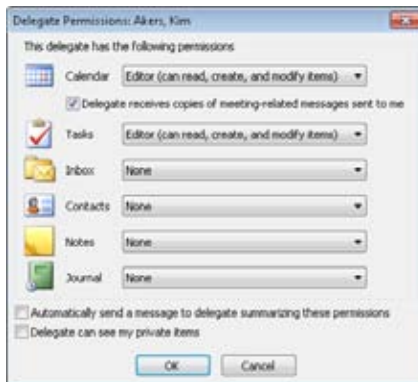 Delegate Permissions: Akers, Kim
This delegate has the following permissions
Calendar Editor (can read, create, and modify items)
Delegate receives copies of meeting-related messages sent to me
Tasks Editor (can read, create, and modify items)
Inbox None
Contacts None
Notes None
Journal None
Automatically send a message to delegate summarizing these permissions
Delegate can see my private items
OK Cancel